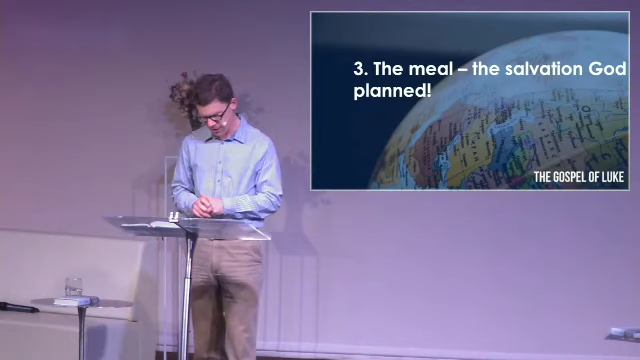 3. The meal – the salvation God
planned!
THE GOSPEL OF LUKE